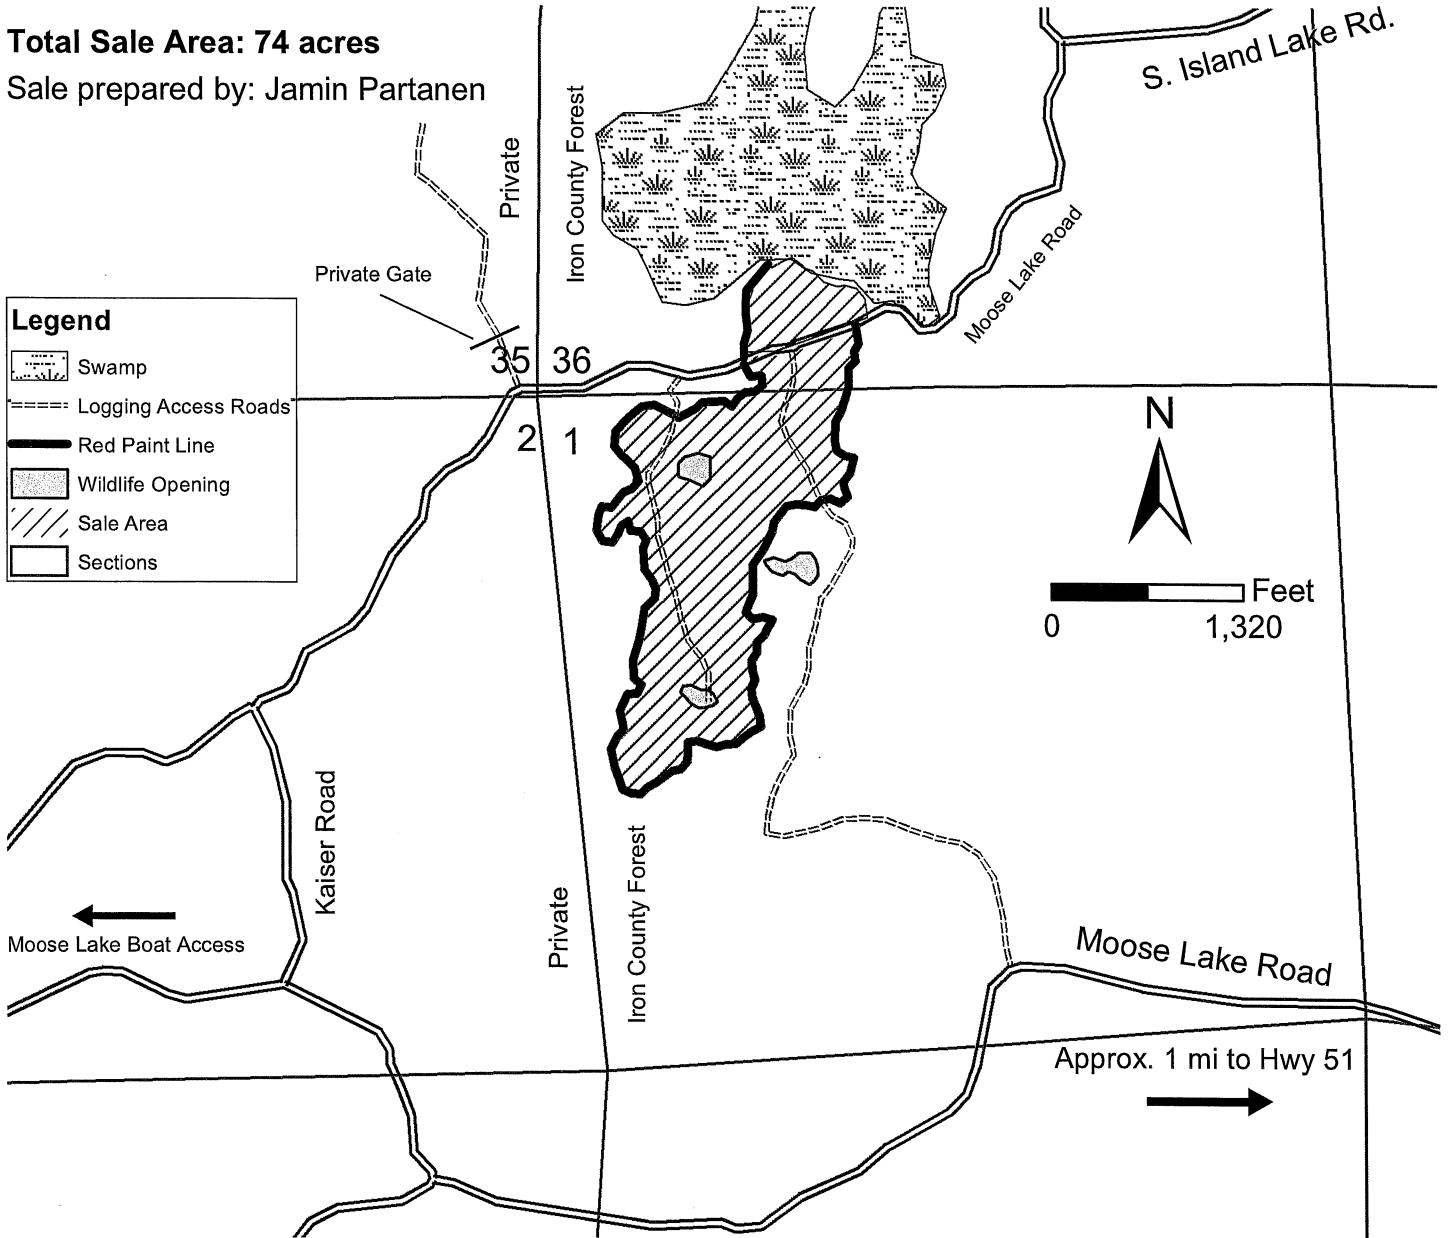 Total Sale Area: 74 acres
Sale prepared by: Jamin Partanen
S. Island Lake Rd.
Private
Iron County Forest
Moose Lake Road
Private Gate
Legend
Swamp
Logging Access Roads
Red Paint Line
Wildlife Opening
Sale Area
Sections
35
36
2
1
N
Feet
0
1,320
Kaiser Road
Private
Iron County Forest
Moose Lake Boat Access
Moose Lake Road
Approx. 1 mi to Hwy 51